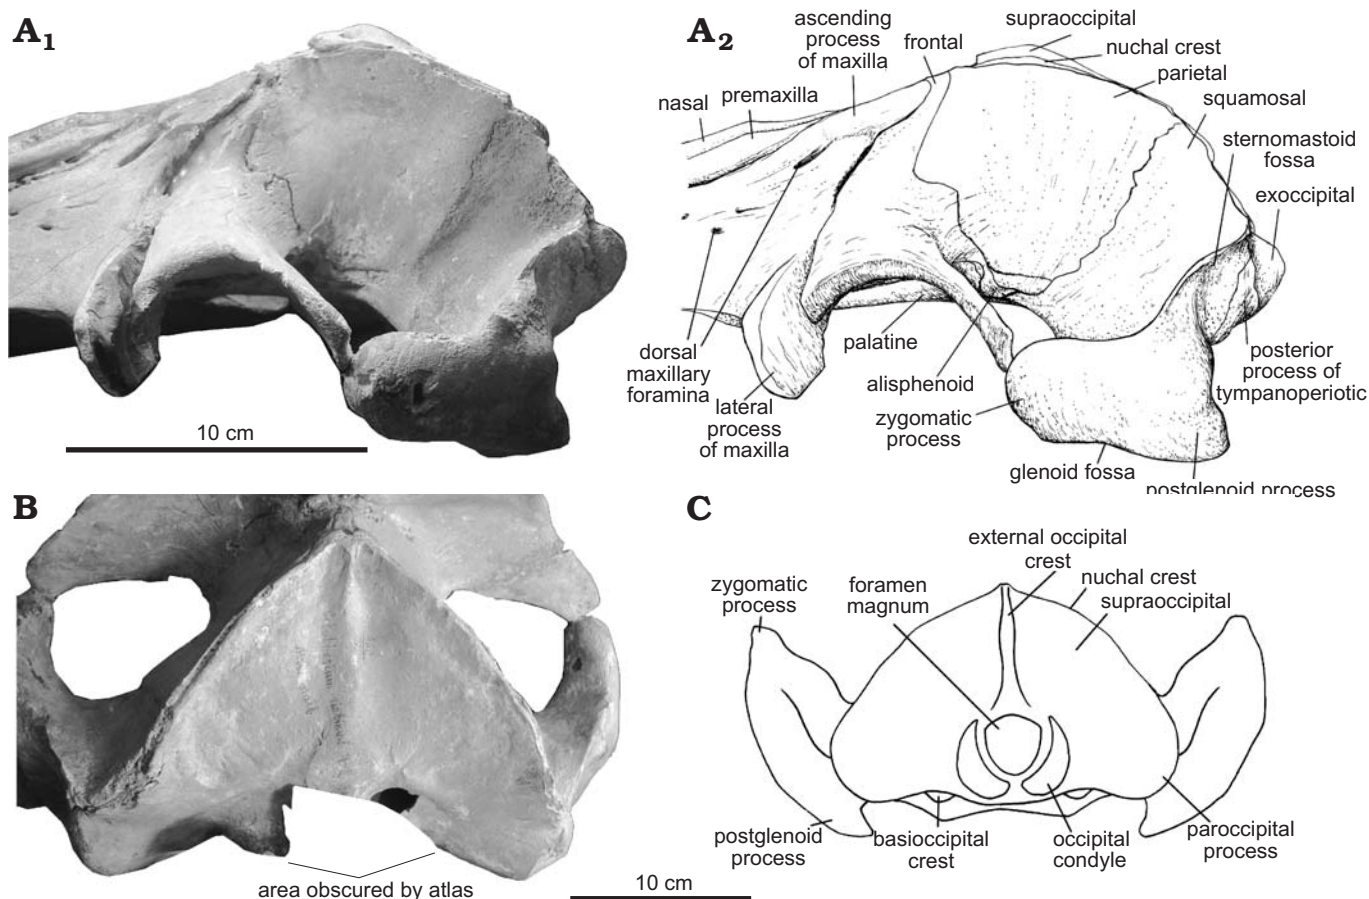 A1
10 cm
A2
ascending
process
of maxilla
frontal
supraoccipital
nuchal crest
parietal
nasal
premaxilla
squamosal
sternomastoid
fossa
exoccipital
dorsal
maxillary
foramina
lateral
process
of maxilla
palatine
alisphenoid
zygomatic
process
glenoid fossa
posterior
process of
tympanoperiotic
postglenoid process
B
area obscured by atlas
10 cm
C
external occipital
crest
zygomatic
process
foramen
magnum
nuchal crest
supraoccipital
postglenoid
process
basioccipital
crest
occipital
condyle
paroccipital
process